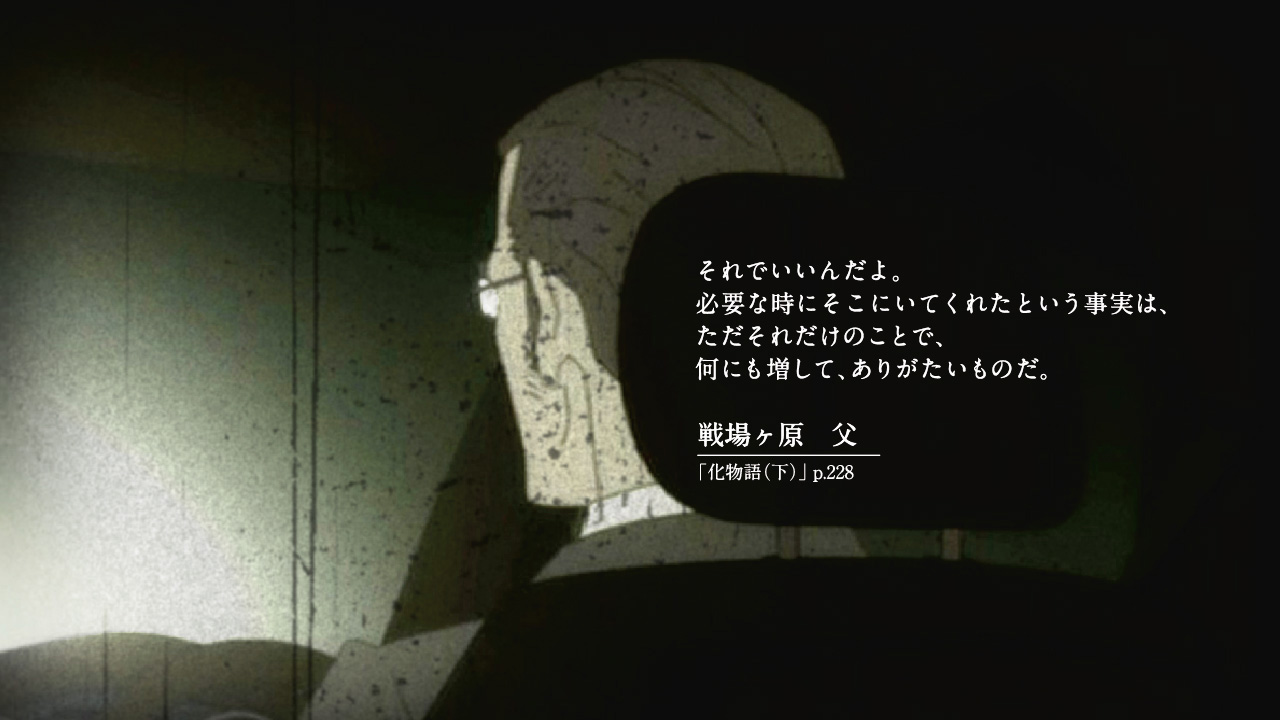 それでいいんだよ。
必要な時にそこにいてくれたという事実は、
ただそれだけのことで、
何にも増して、ありがたいものだ。
戦場ヶ原　父
「化物語(下)」p.228